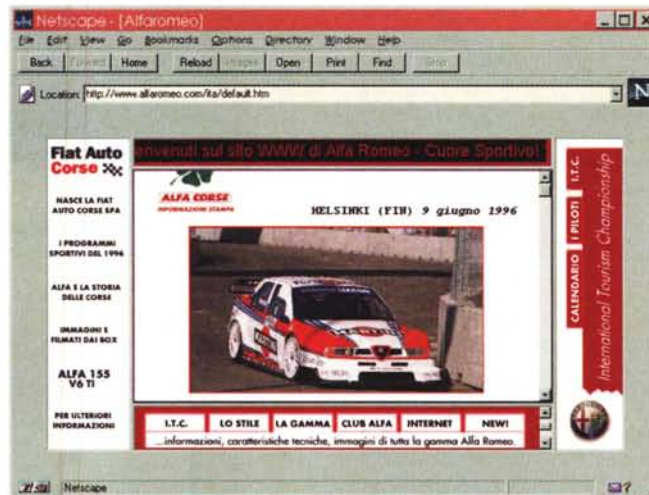 Netscape - [Alfaromeo]
File Edit View Go Bookmarks Options Directory Window Help
Back Forward Home Reload Images Open Print Find Stop
Location: http://www.alfaromeo.com/ita/default.htm
N
Fiat Auto
Corse
NASCE LA FIAT
AUTO CORSE SPA
I PROGRAMMI
SPORTIVI DEL 1996
ALFA E LA STORIA
DELLE CORSE
IMMAGINI E
FILMATI DAI BOX
ALFA 155
V6 TI
PER ULTERIORI
INFORMAZIONI
envenuti sul sito WWW di Alfa Romeo - Cuore Sportivo!
ALFA CORSE
INFORMAZIONI STAMPA
HELSINKI (FIN) 9 giugno 1996
MARTINI
I.T.C. LO STILE LA GAMMA CLUB ALFA INTERNET NEW!
...informazioni, caratteristiche tecniche, immagini di tutta la gamma Alfa Romeo.
CALENDARIO I PILOTI I.T.C.
International Tourism Championship
Netscape